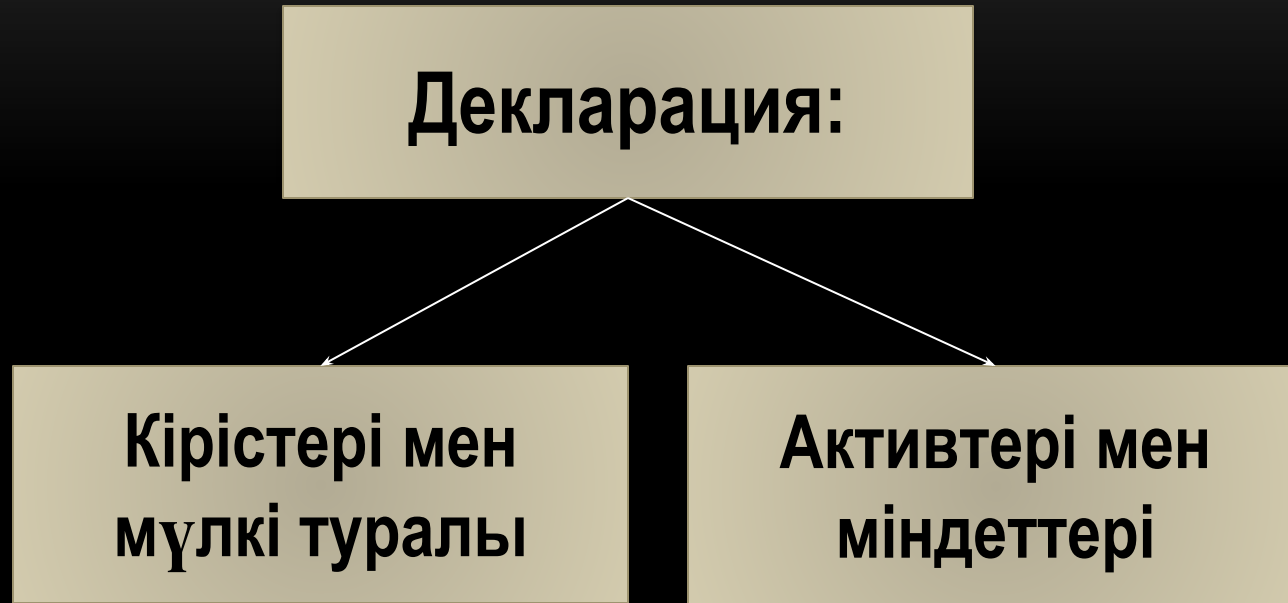 Декларация:
Кірістері мен
мүлкі туралы
Активтері мен
міндеттері